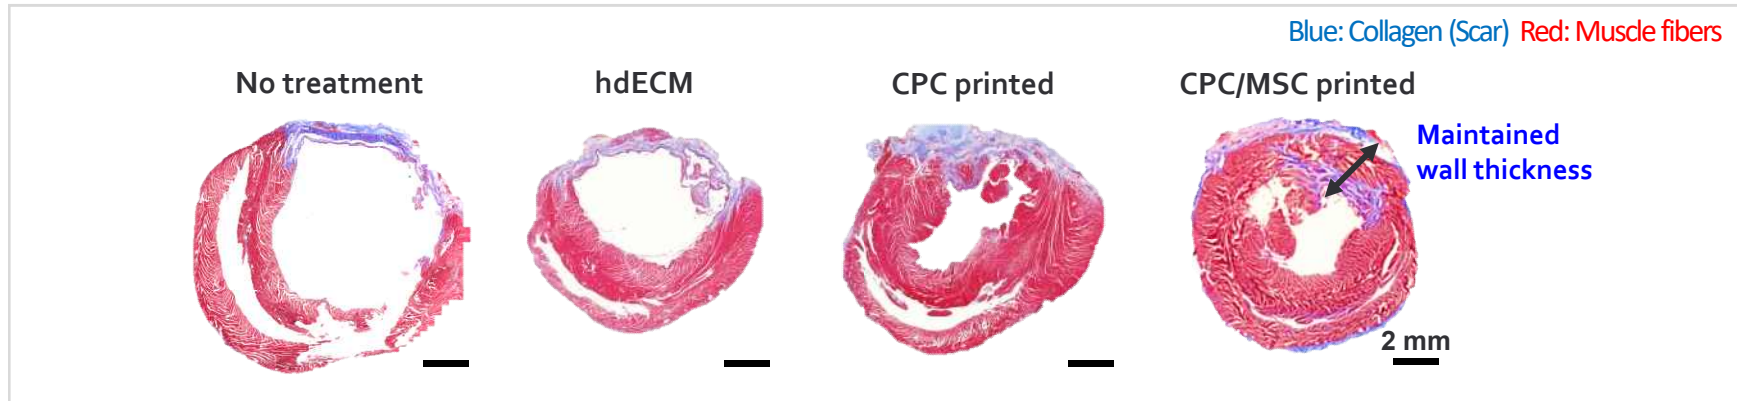 Blue: Collagen (Scar) Red: Muscle fibers
No treatment
hdECM
CPC printed
CPC/MSC printed
Maintained
wall thickness
2 mm